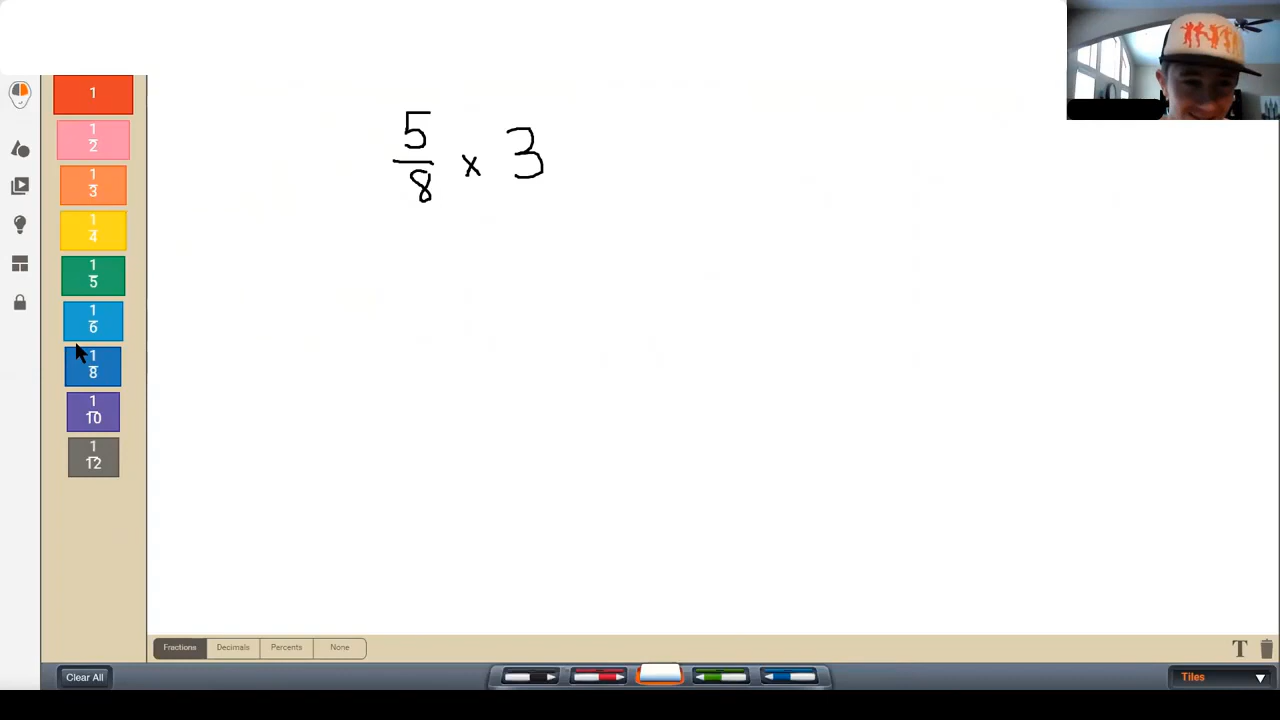 1
1/2
1/3
1/4
1/5
1/6
1/8
1/10
1/12
5/8 x 3
Fractions Decimals Percents None
T
Clear All
Tiles